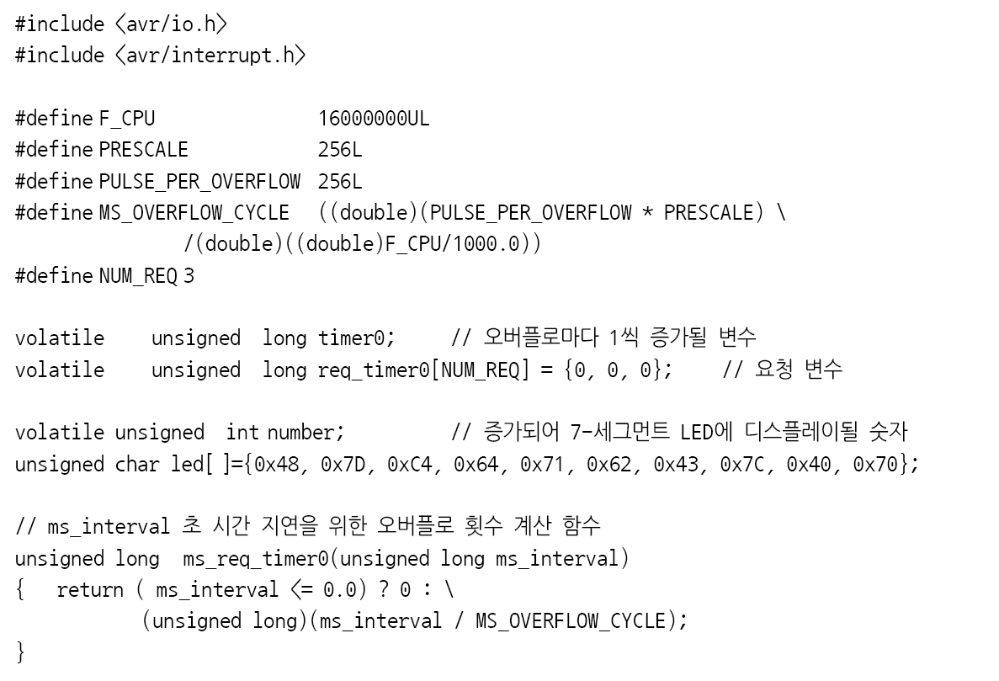 #include <avr/io.h>
#include <avr/interrupt.h>
#define F_CPU 16000000UL
#define PRESCALE 256L
#define PULSE_PER_OVERFLOW 256L
#define MS_OVERFLOW_CYCLE ((double)(PULSE_PER_OVERFLOW * PRESCALE) \
/(double)((double)F_CPU/1000.0))
#define NUM_REQ 3
volatile unsigned long timer0; // 오버플로마다 1씩 증가될 변수
volatile unsigned long req_timer0[NUM_REQ] = {0, 0, 0}; // 요청 변수
volatile unsigned int number; // 증가되어 7-세그먼트 LED에 디스플레이될 숫자
unsigned char led[ ]={0x48, 0x7D, 0xC4, 0x64, 0x71, 0x62, 0x43, 0x7C, 0x40, 0x70};
// ms_interval 초 시간 지연을 위한 오버플로 횟수 계산 함수
unsigned long ms_req_timer0(unsigned long ms_interval)
{ return ( ms_interval <= 0.0) ? 0 : \
(unsigned long)(ms_interval / MS_OVERFLOW_CYCLE);
}